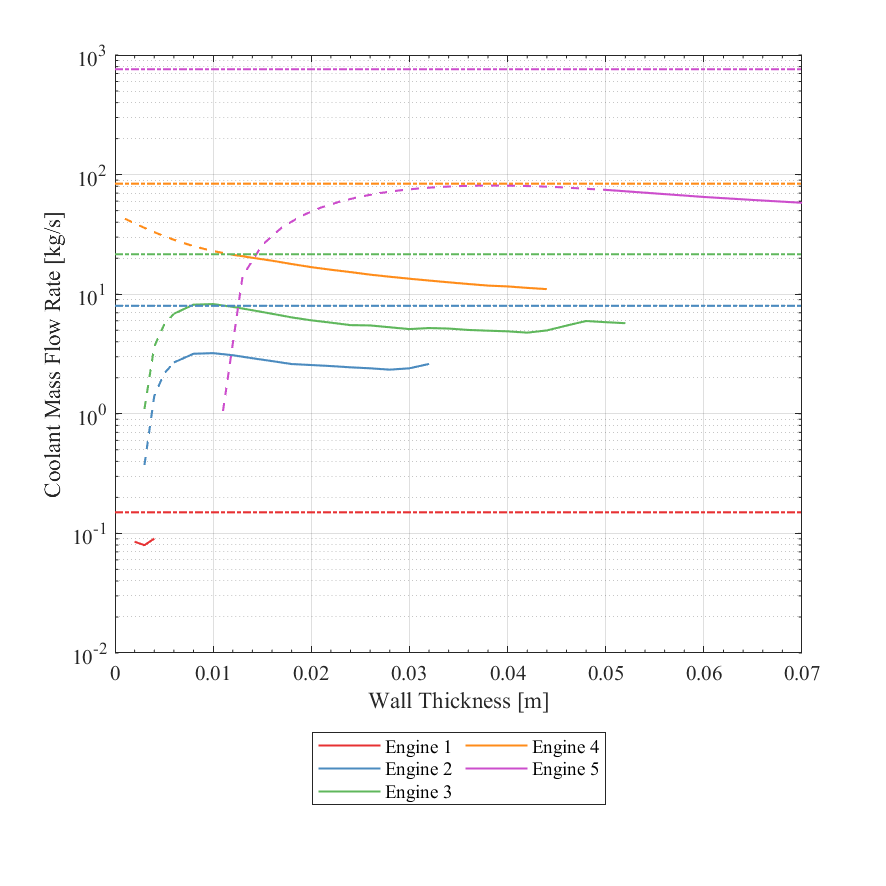 10^3
10^2
10^1
10^0
10^-1
10^-2
Coolant Mass Flow Rate [kg/s]
0 0.01 0.02 0.03 0.04 0.05 0.06 0.07
Wall Thickness [m]
Engine 1 Engine 4
Engine 2 Engine 5
Engine 3